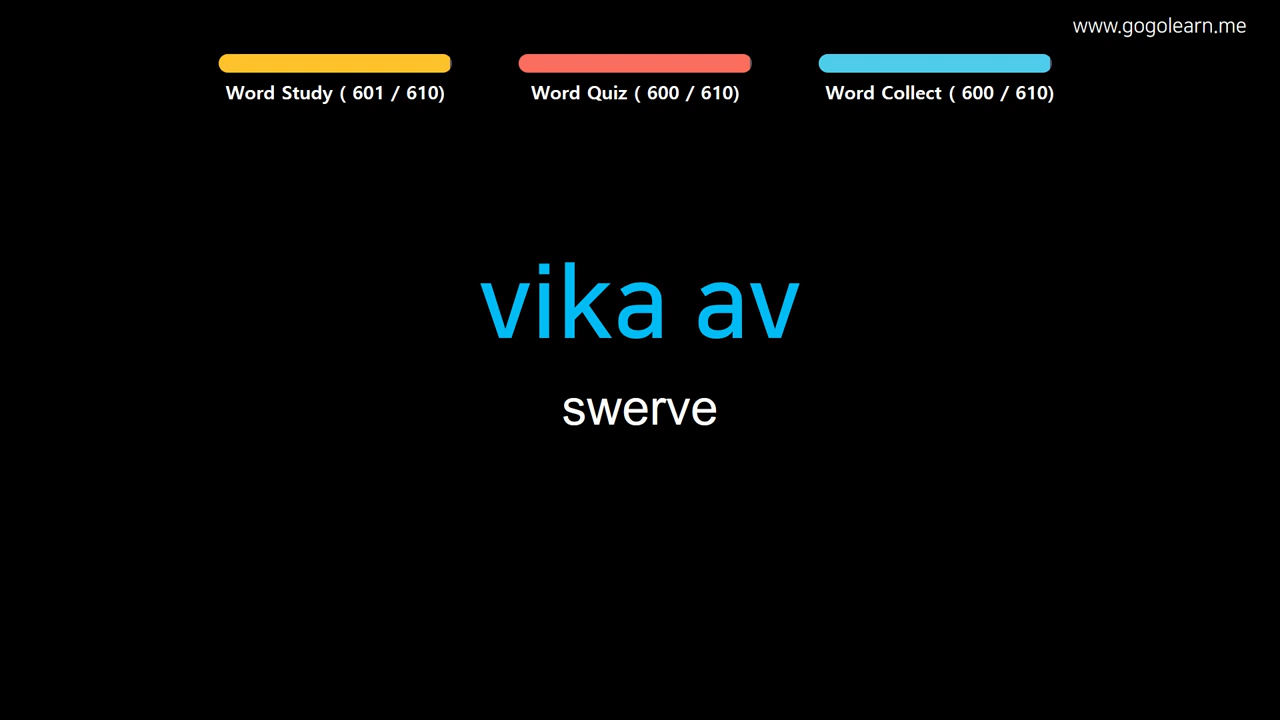 www.gogolearn.me
Word Study ( 601 / 610)
Word Quiz ( 600 / 610)
Word Collect ( 600 / 610)
vika av
swerve